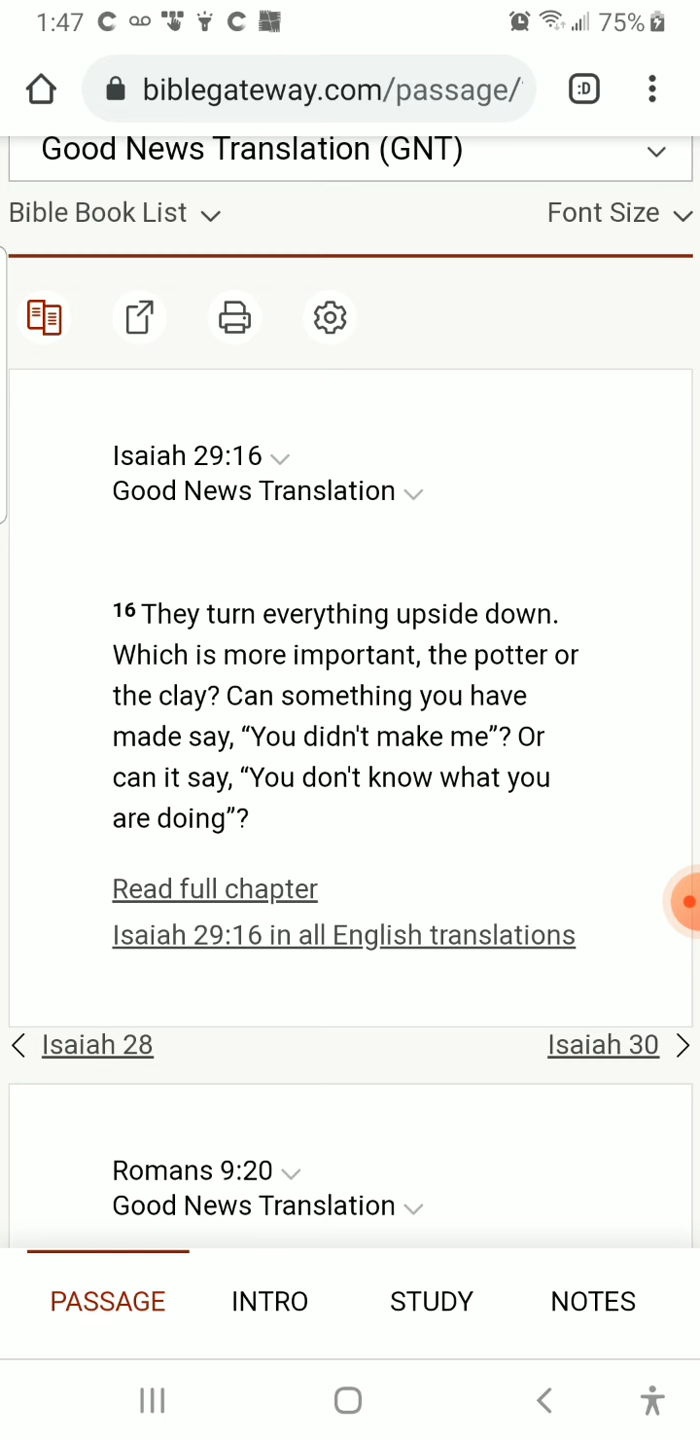 1:47 75%
biblegateway.com/passage/
:D
Good News Translation (GNT)
Bible Book List Font Size
Isaiah 29:16
Good News Translation
16 They turn everything upside down.
Which is more important, the potter or
the clay? Can something you have
made say, “You didn't make me”? Or
can it say, “You don't know what you
are doing”?
Read full chapter
Isaiah 29:16 in all English translations
Isaiah 28 Isaiah 30
Romans 9:20
Good News Translation
PASSAGE INTRO STUDY NOTES